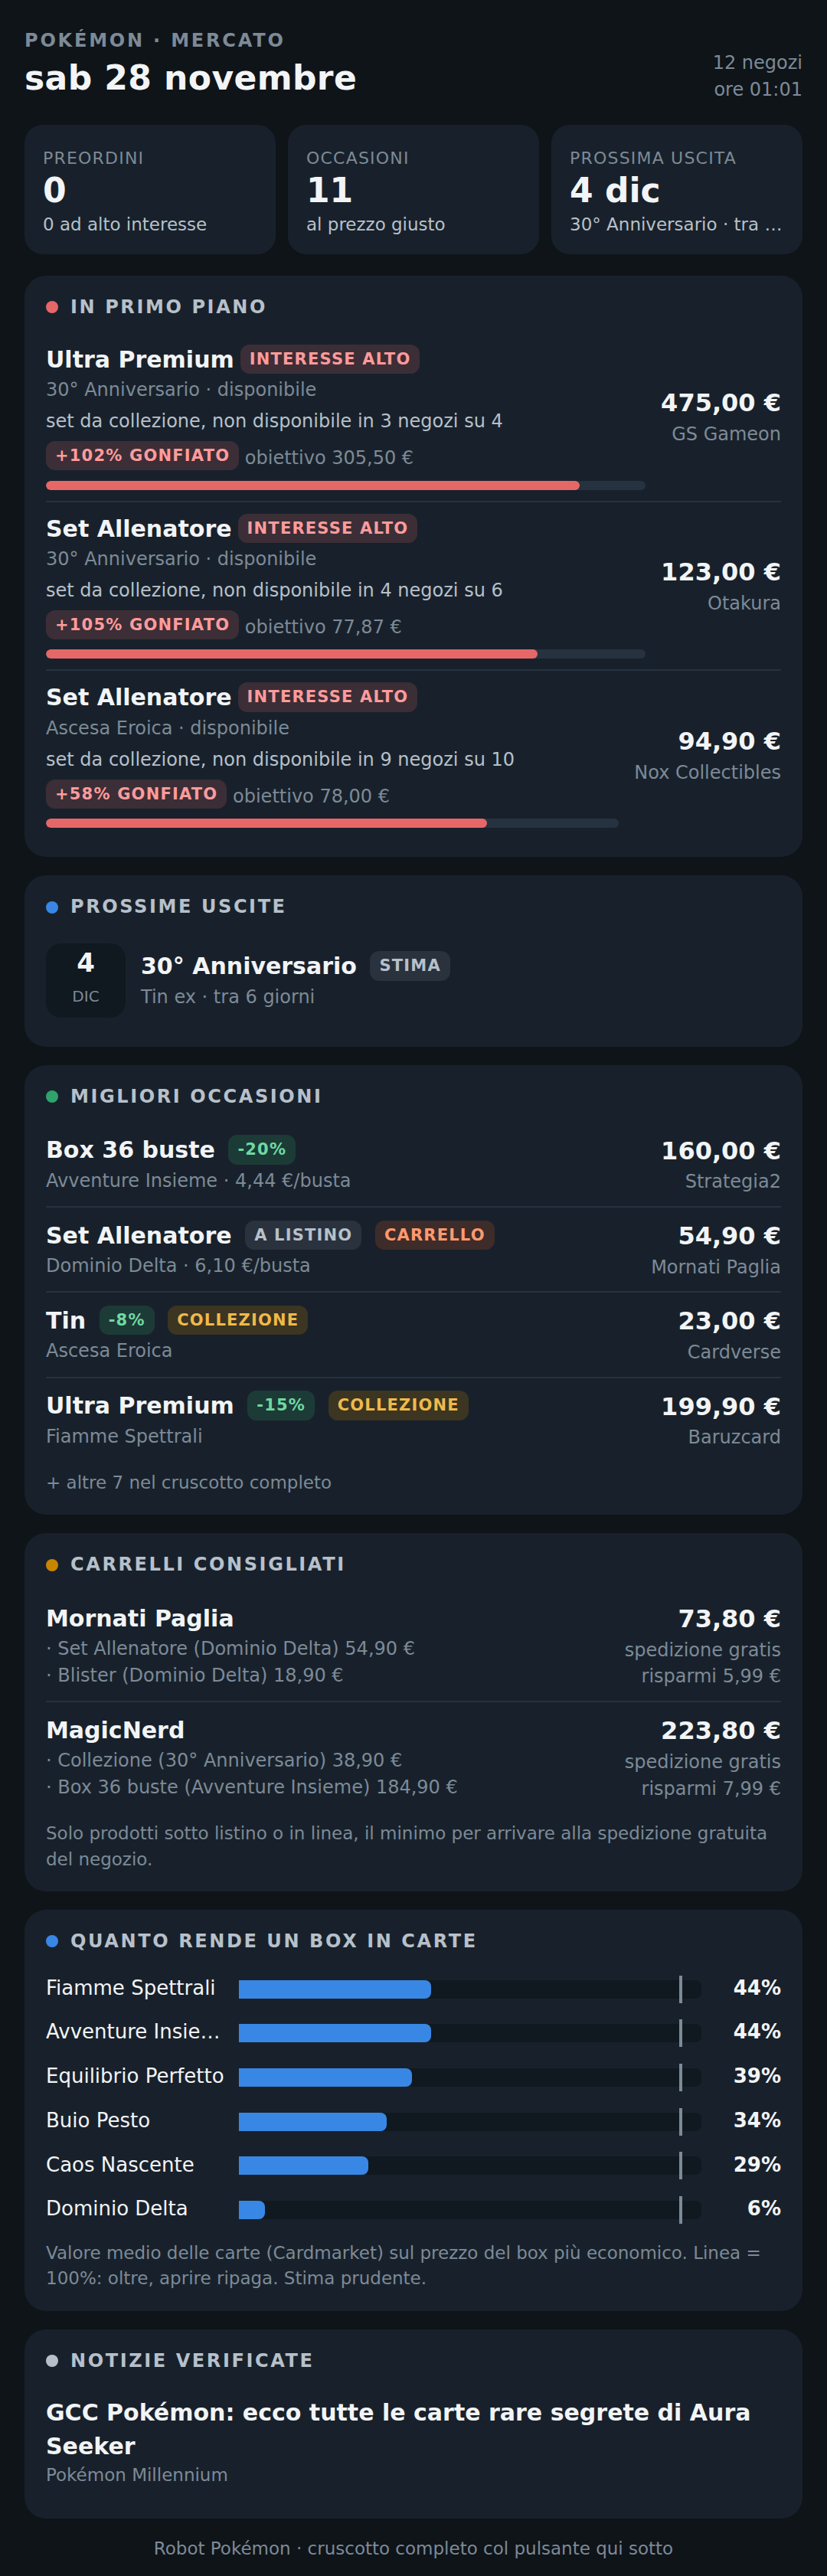 POKÉMON · MERCATO
sab 28 novembre
12 negozi
ore 01:01
PREORDINI
0
0 ad alto interesse
OCCASIONI
11
al prezzo giusto
PROSSIMA USCITA
4 dic
30° Anniversario · tra …
IN PRIMO PIANO
Ultra Premium INTERESSE ALTO
30° Anniversario · disponibile
set da collezione, non disponibile in 3 negozi su 4
+102% GONFIATO obiettivo 305,50 €
475,00 €
GS Gameon
Set Allenatore INTERESSE ALTO
30° Anniversario · disponibile
set da collezione, non disponibile in 4 negozi su 6
+105% GONFIATO obiettivo 77,87 €
123,00 €
Otakura
Set Allenatore INTERESSE ALTO
Ascesa Eroica · disponibile
set da collezione, non disponibile in 9 negozi su 10
+58% GONFIATO obiettivo 78,00 €
94,90 €
Nox Collectibles
PROSSIME USCITE
4
DIC
30° Anniversario STIMA
Tin ex · tra 6 giorni
MIGLIORI OCCASIONI
Box 36 buste -20%
Avventure Insieme · 4,44 €/busta
160,00 €
Strategia2
Set Allenatore A LISTINO CARRELLO
Dominio Delta · 6,10 €/busta
54,90 €
Mornati Paglia
Tin -8% COLLEZIONE
Ascesa Eroica
23,00 €
Cardverse
Ultra Premium -15% COLLEZIONE
Fiamme Spettrali
199,90 €
Baruzcard
+ altre 7 nel cruscotto completo
CARRELLI CONSIGLIATI
Mornati Paglia
· Set Allenatore (Dominio Delta) 54,90 €
· Blister (Dominio Delta) 18,90 €
73,80 €
spedizione gratis
risparmi 5,99 €
MagicNerd
· Collezione (30° Anniversario) 38,90 €
· Box 36 buste (Avventure Insieme) 184,90 €
223,80 €
spedizione gratis
risparmi 7,99 €
Solo prodotti sotto listino o in linea, il minimo per arrivare alla spedizione gratuita
del negozio.
QUANTO RENDE UN BOX IN CARTE
Fiamme Spettrali 44%
Avventure Insie… 44%
Equilibrio Perfetto 39%
Buio Pesto 34%
Caos Nascente 29%
Dominio Delta 6%
Valore medio delle carte (Cardmarket) sul prezzo del box più economico. Linea =
100%: oltre, aprire ripaga. Stima prudente.
NOTIZIE VERIFICATE
GCC Pokémon: ecco tutte le carte rare segrete di Aura
Seeker
Pokémon Millennium
Robot Pokémon · cruscotto completo col pulsante qui sotto